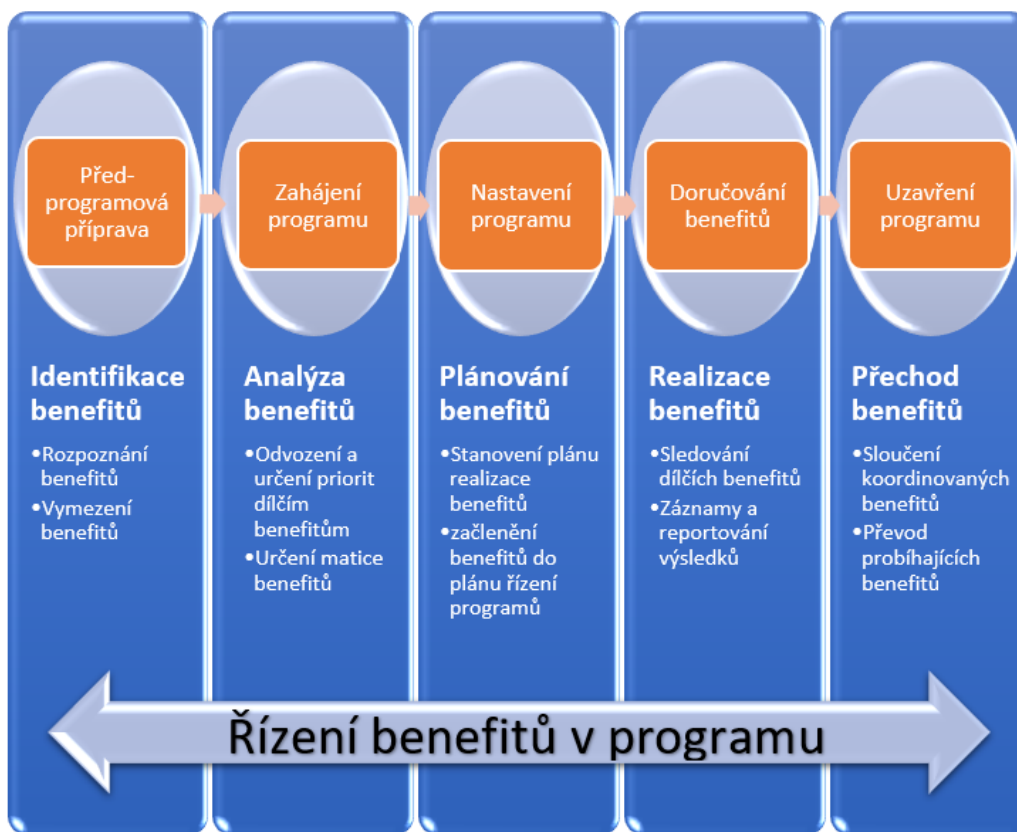 Před-
programová
příprava
Zahájení
programu
Nastavení
programu
Doručování
benefitů
Uzavření
programu
Identifikace
benefitů
•Rozpoznání
benefitů
•Vymezení
benefitů
Analýza
benefitů
•Odvození a
určení priorit
dílčím
benefitům
•Určení matice
benefitů
Plánování
benefitů
•Stanovení plánu
realizace
benefitů
•začlenění
benefitů do
plánu řízení
programů
Realizace
benefitů
•Sledování
dílčích benefitů
•Záznamy a
reportování
výsledků
Přechod
benefitů
•Sloučení
koordinovaných
benefitů
•Převod
probíhajících
benefitů
Řízení benefitů v programu